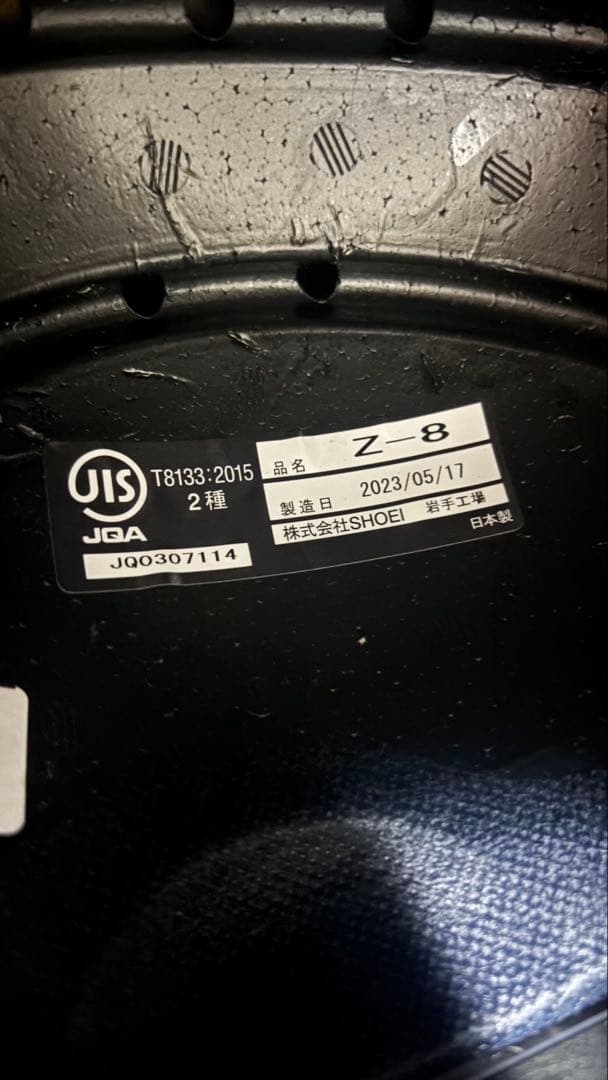 JIS
T8133:2015
2種
JQA
JQ0307114
品名 Z-8
製造日 2023/05/17
株式会社SHOEI 岩手工場
日本製